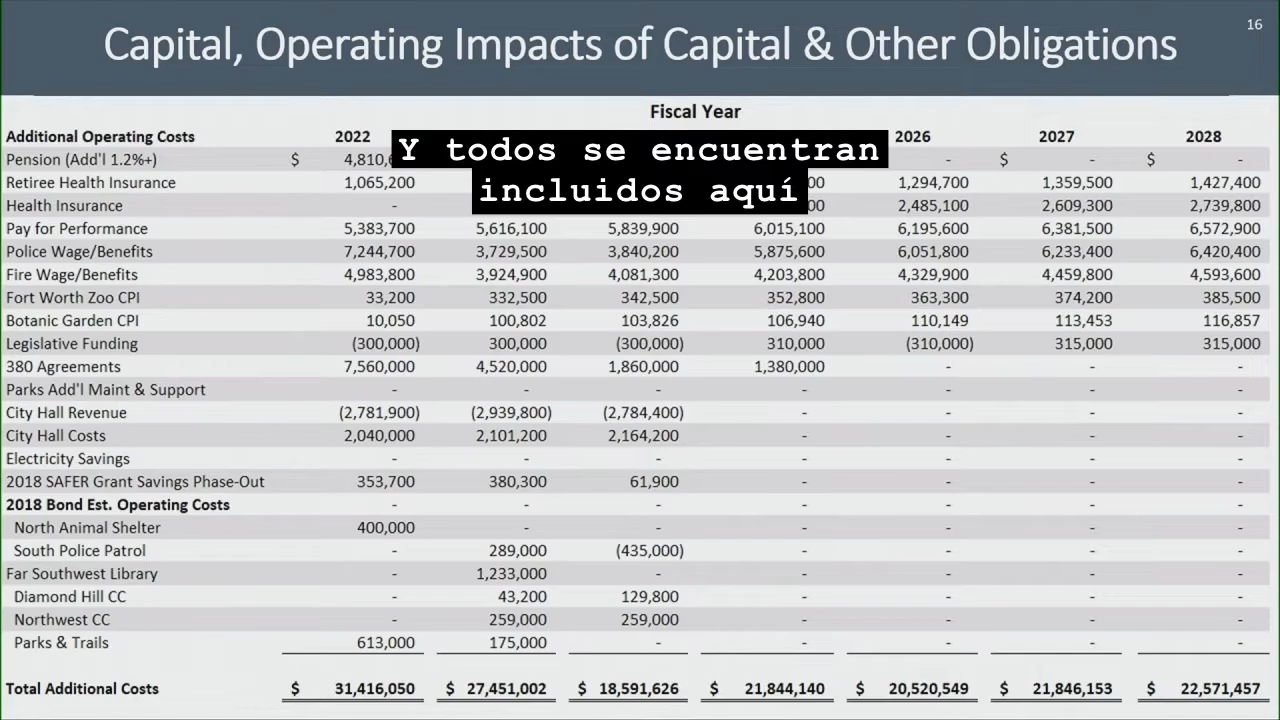 16
Capital, Operating Impacts of Capital & Other Obligations
Fiscal Year
Additional Operating Costs 2022 2026 2027 2028
Y todos se encuentran
incluidos aquí
Pension (Add'l 1.2%+) $ - $ - $ -
Retiree Health Insurance 1,065,200 1,294,700 1,359,500 1,427,400
Health Insurance - 2,485,100 2,609,300 2,739,800
Pay for Performance 5,383,700 5,616,100 5,839,900 6,015,100 6,195,600 6,381,500 6,572,900
Police Wage/Benefits 7,244,700 3,729,500 3,840,200 5,875,600 6,051,800 6,233,400 6,420,400
Fire Wage/Benefits 4,983,800 3,924,900 4,081,300 4,203,800 4,329,900 4,459,800 4,593,600
Fort Worth Zoo CPI 33,200 332,500 342,500 352,800 363,300 374,200 385,500
Botanic Garden CPI 10,050 100,802 103,826 106,940 110,149 113,453 116,857
Legislative Funding (300,000) 300,000 (300,000) 310,000 (310,000) 315,000 315,000
380 Agreements 7,560,000 4,520,000 1,860,000 1,380,000 - - -
Parks Add'l Maint & Support - - - - - - -
City Hall Revenue (2,781,900) (2,939,800) (2,784,400) - - - -
City Hall Costs 2,040,000 2,101,200 2,164,200 - - - -
Electricity Savings - - - - - - -
2018 SAFER Grant Savings Phase-Out 353,700 380,300 61,900 - - - -
2018 Bond Est. Operating Costs - - - - - - -
North Animal Shelter 400,000 - - - - - -
South Police Patrol - 289,000 (435,000) - - - -
Far Southwest Library - 1,233,000 - - - - -
Diamond Hill CC - 43,200 129,800 - - - -
Northwest CC - 259,000 259,000 - - - -
Parks & Trails 613,000 175,000 - - - - -
Total Additional Costs $ 31,416,050 $ 27,451,002 $ 18,591,626 $ 21,844,140 $ 20,520,549 $ 21,846,153 $ 22,571,457